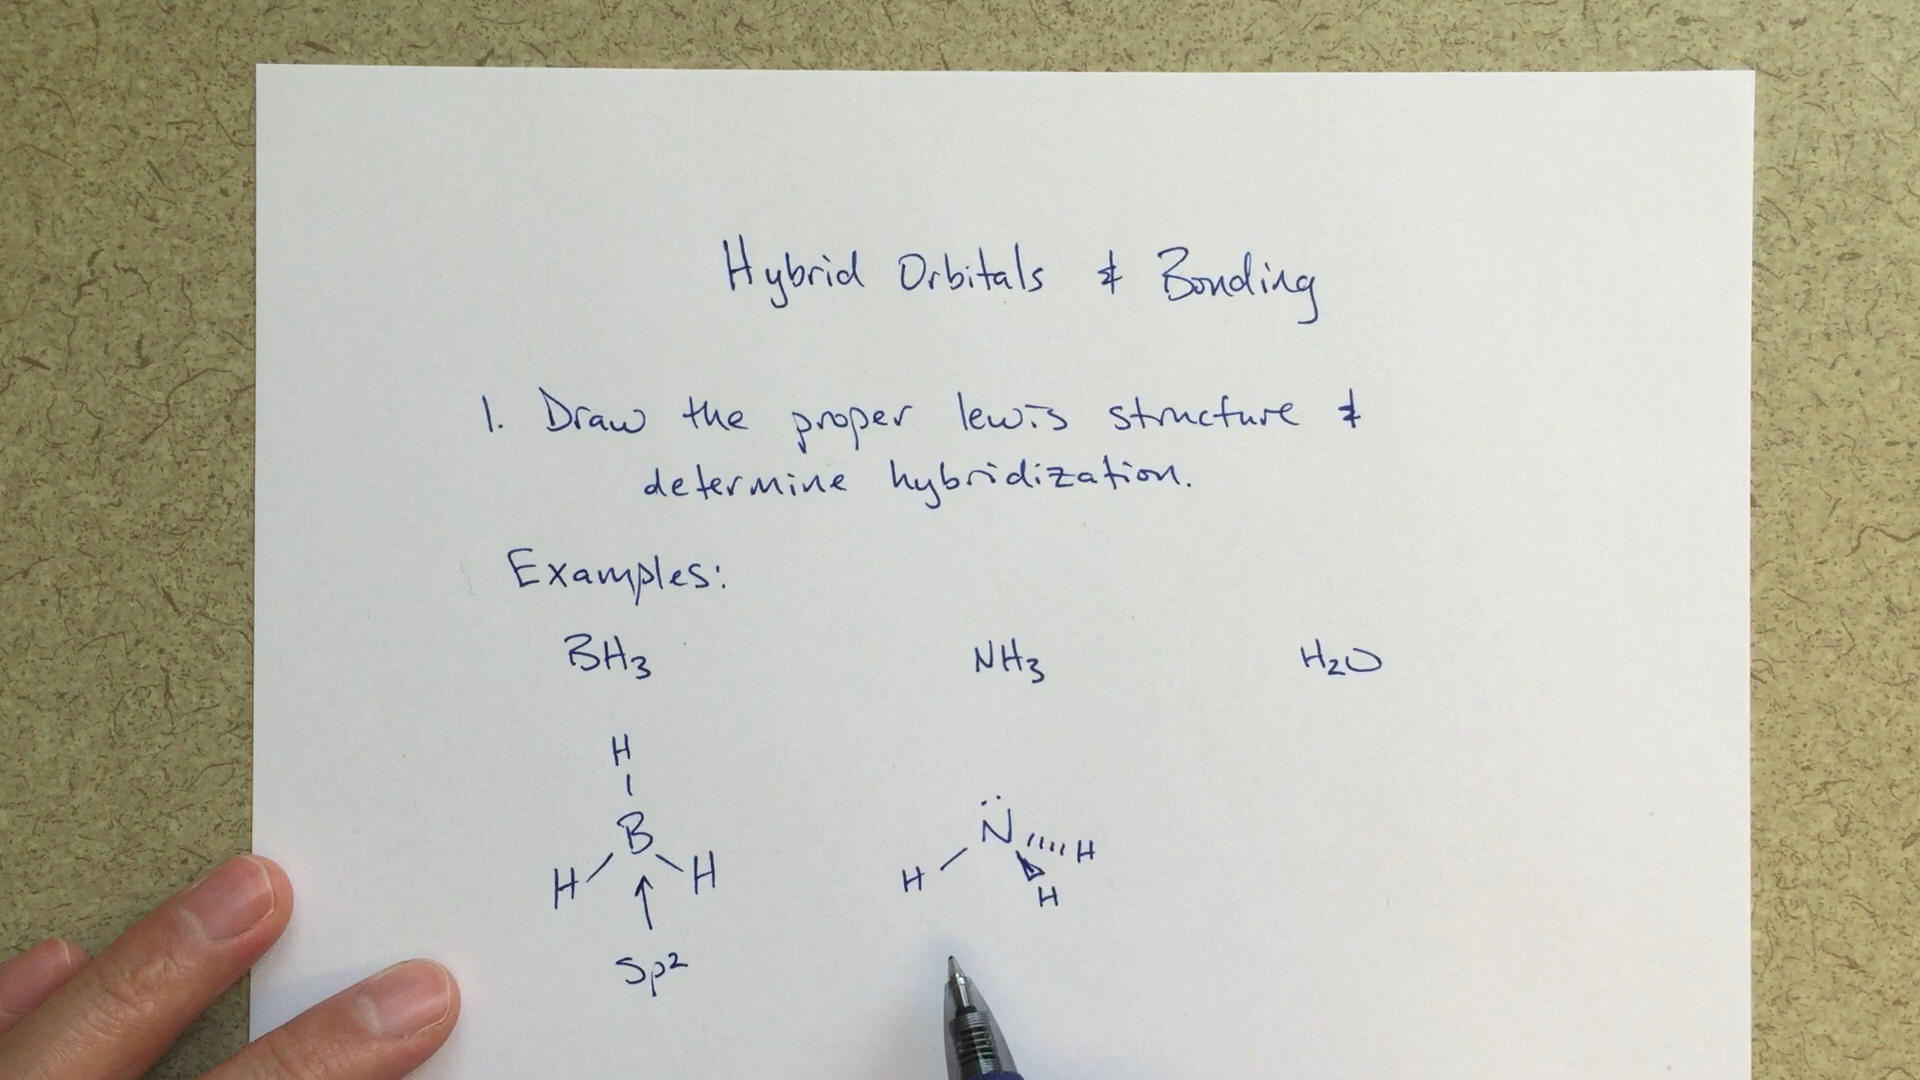 Hybrid Orbitals & Bonding
1. Draw the proper lewis structure &
determine hybridization.
Examples:
BH₃ NH₃ H₂O
H
B
H H
Sp²
N
H H
H